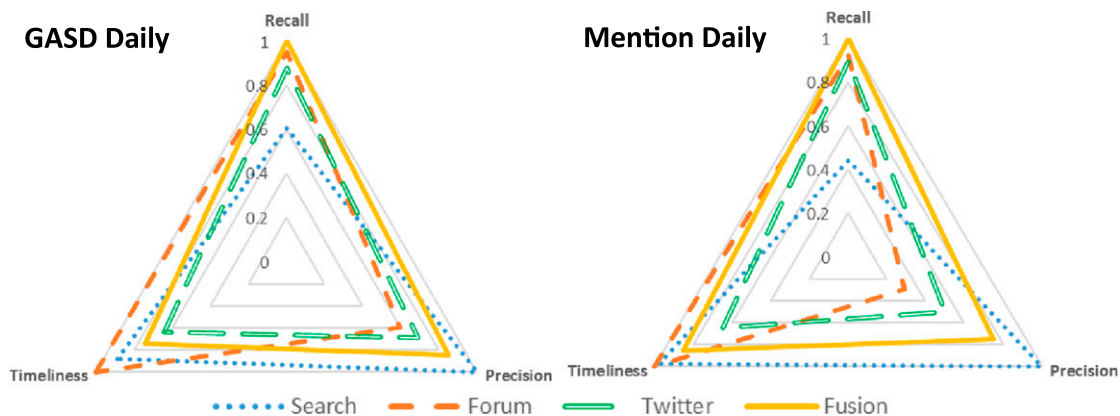 GASD Daily
Recall
1
0.8
0.6
0.4
0.2
0
Timeliness
Precision
Mention Daily
Recall
1
0.8
0.6
0.4
0.2
0
Timeliness
Precision
Search Forum Twitter Fusion